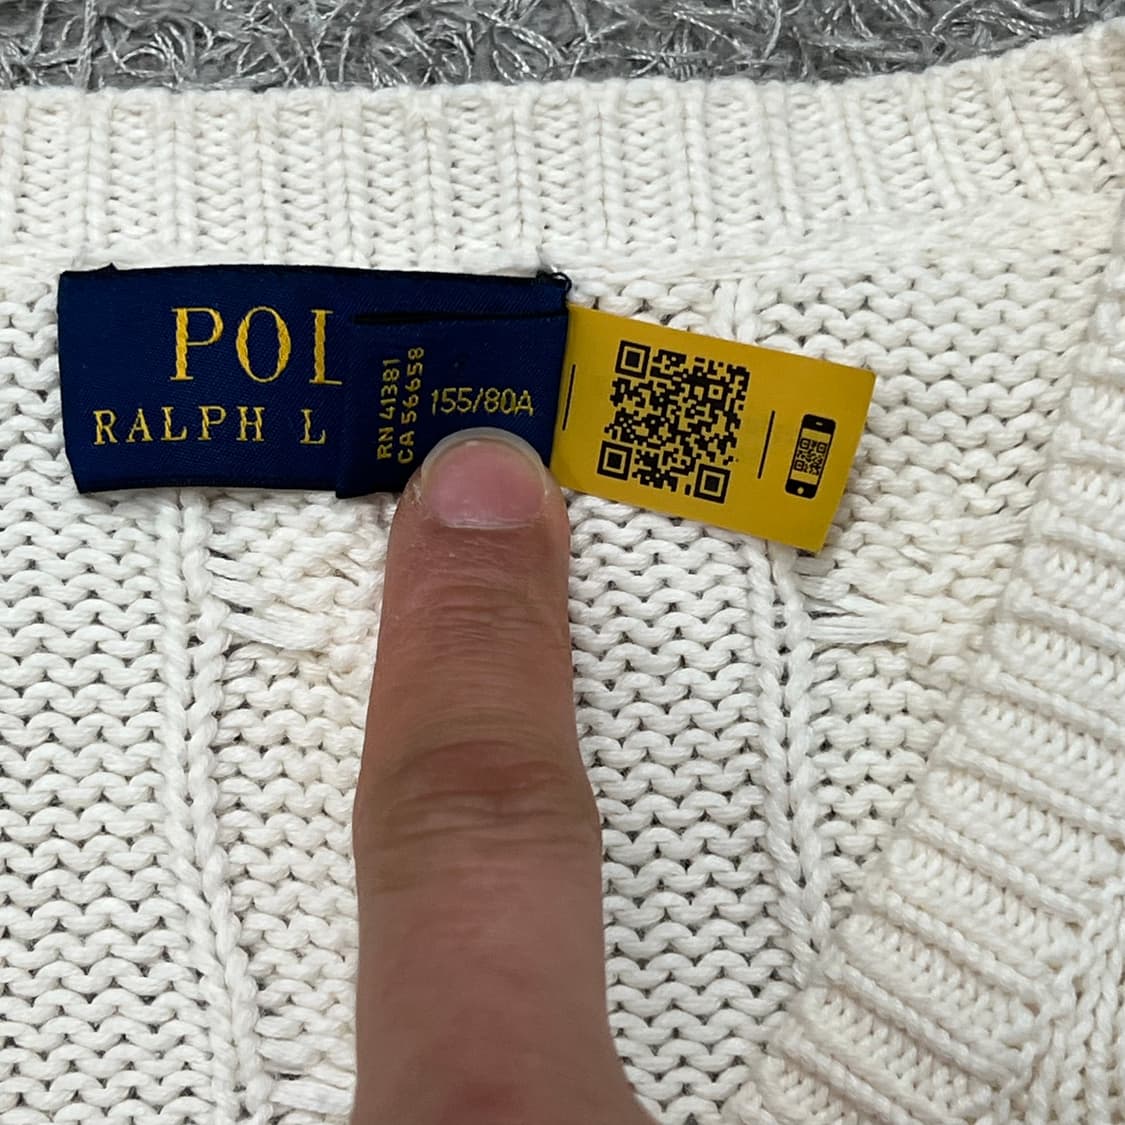 POL
RALPH L
RN 41381
CA 56658
155/80A